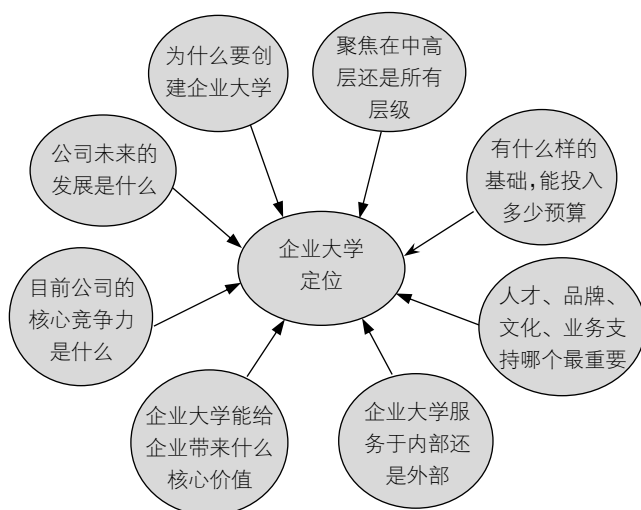 为什么要创
建企业大学
聚焦在中高
层还是所有
层级
公司未来的
发展是什么
有什么样的
基础,能投入
多少预算
企业大学
定位
目前公司的
核心竞争力
是什么
人才、品牌、
文化、业务支
持哪个最重要
企业大学能给
企业带来什么
核心价值
企业大学服
务于内部还
是外部